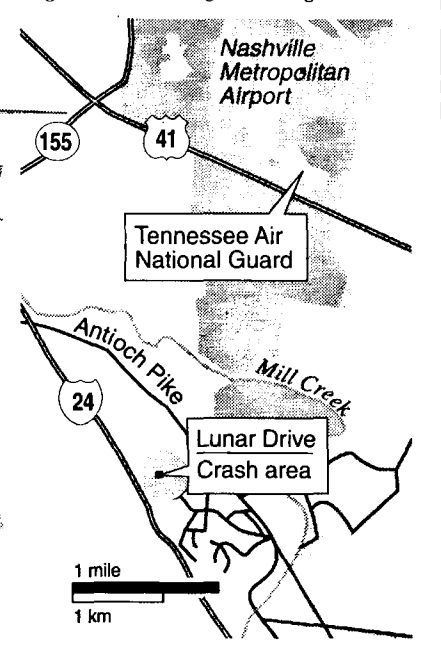 Nashville
Metropolitan
Airport
155
41
Tennessee Air
National Guard
Antioch Pike
Mill Creek
24
Lunar Drive
Crash area
1 mile
1 km